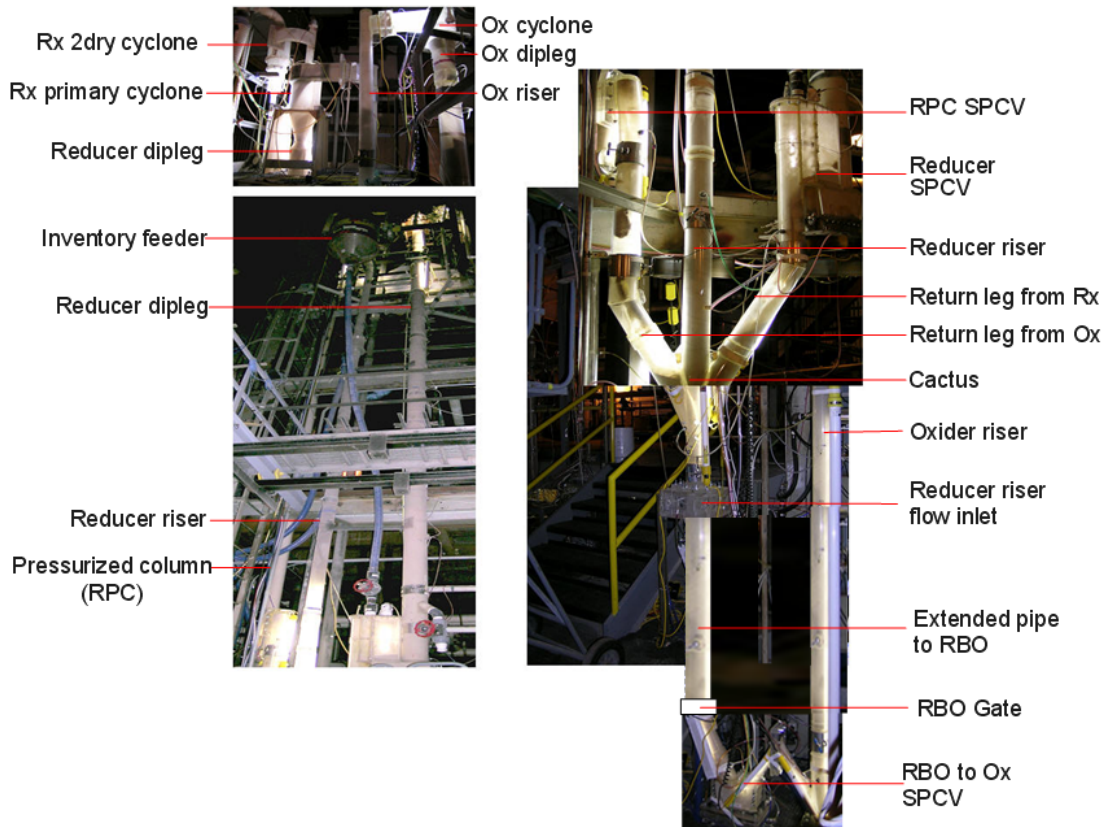 Rx 2dry cyclone
Rx primary cyclone
Reducer dipleg
Ox cyclone
Ox dipleg
Ox riser
Inventory feeder
Reducer dipleg
Reducer riser
Pressurized column
(RPC)
RPC SPCV
Reducer
SPCV
Reducer riser
Return leg from Rx
Return leg from Ox
Cactus
Oxider riser
Reducer riser
flow inlet
Extended pipe
to RBO
RBO Gate
RBO to Ox
SPCV